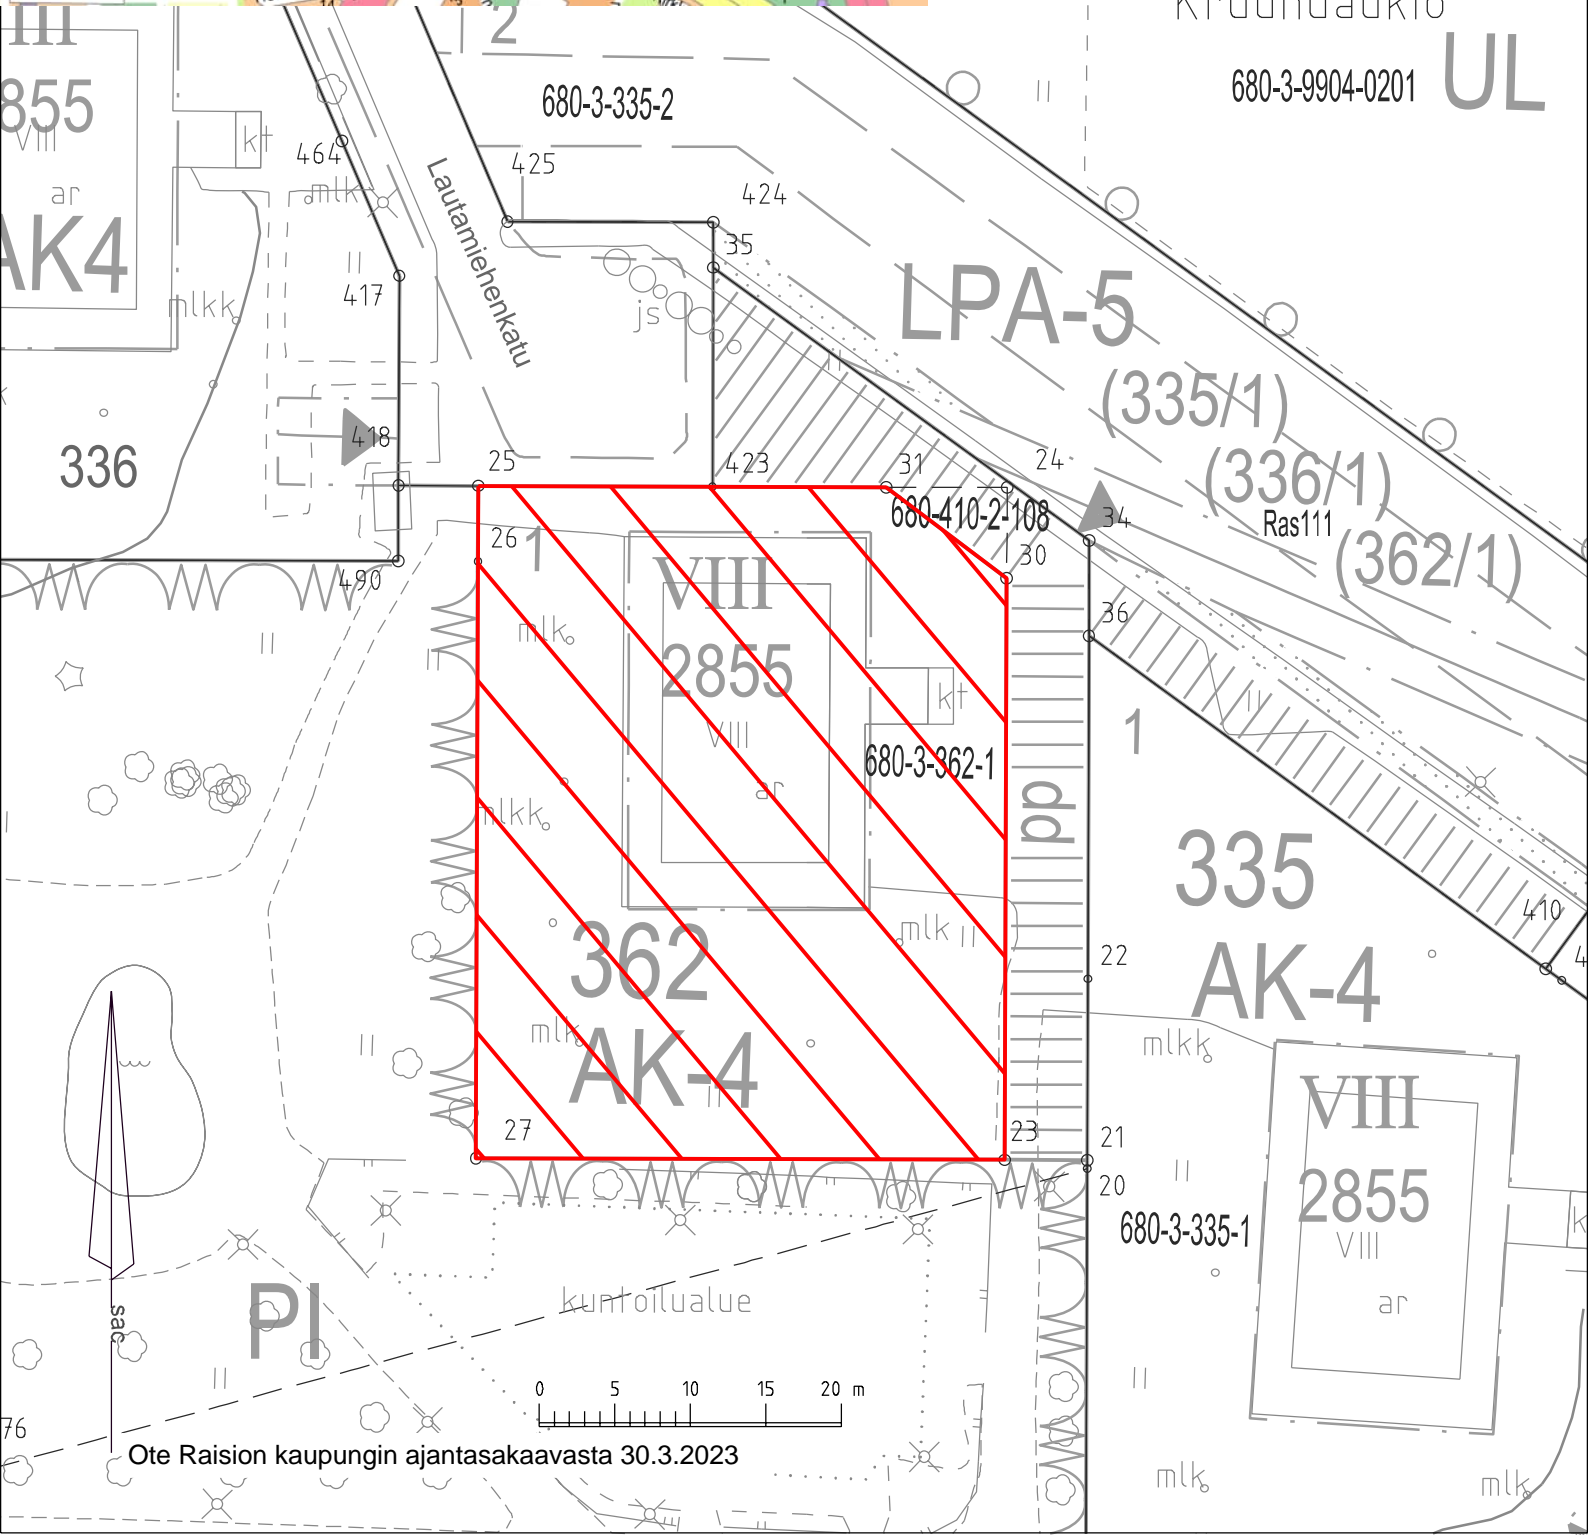 III
2
Kruunuaukio
UL
680-3-9904-0201
680-3-335-2
855
VIII
kt
464
425
mlk
ar
424
Lautamiehenkatu
AK4
35
LPA-5
417
mlkk
js
(335/1)
418
336
25
423
31
24
(336/1)
680-410-2-108
34
Ras111
26
1
30
(362/1)
490
VIII
36
mlk
2855
kt
VIII
1
680-3-362-1
ar
pp
mlkk
335
362
mlk
410
4
22
AK-4
mlk
AK-4
mlkk
VIII
27
23
21
20
2855
680-3-335-1
VIII
k
kuntoilualue
ar
PI
sac
0 5 10 15 20 m
76
Ote Raision kaupungin ajantasakaavasta 30.3.2023
mlk
mlk